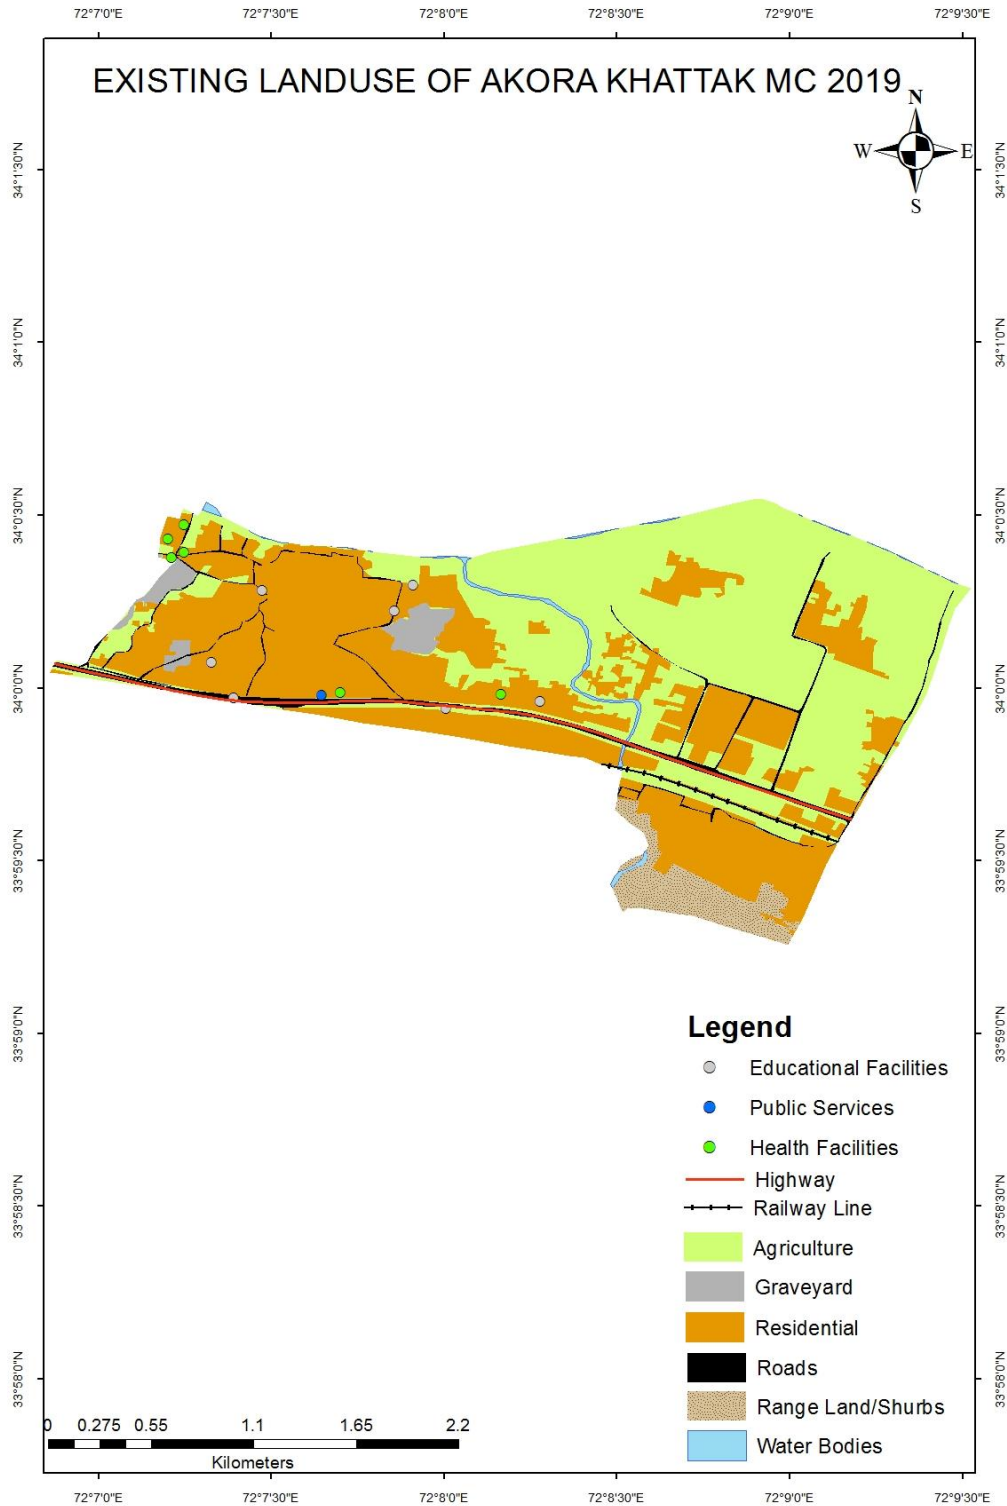 72°7'0"E 72°7'30"E 72°8'0"E 72°8'30"E 72°9'0"E 72°9'30"E
EXISTING LANDUSE OF AKORA KHATTAK MC 2019
N
W E
S
34°1'30"N 34°1'30"N
34°1'0"N 34°1'0"N
34°0'30"N 34°0'30"N
34°0'0"N 34°0'0"N
33°59'30"N 33°59'30"N
33°59'0"N 33°59'0"N
33°58'30"N 33°58'30"N
33°58'0"N 33°58'0"N
Legend
Educational Facilities
Public Services
Health Facilities
Highway
Railway Line
Agriculture
Graveyard
Residential
Roads
Range Land/Shurbs
Water Bodies
0 0.275 0.55 1.1 1.65 2.2
Kilometers
72°7'0"E 72°7'30"E 72°8'0"E 72°8'30"E 72°9'0"E 72°9'30"E